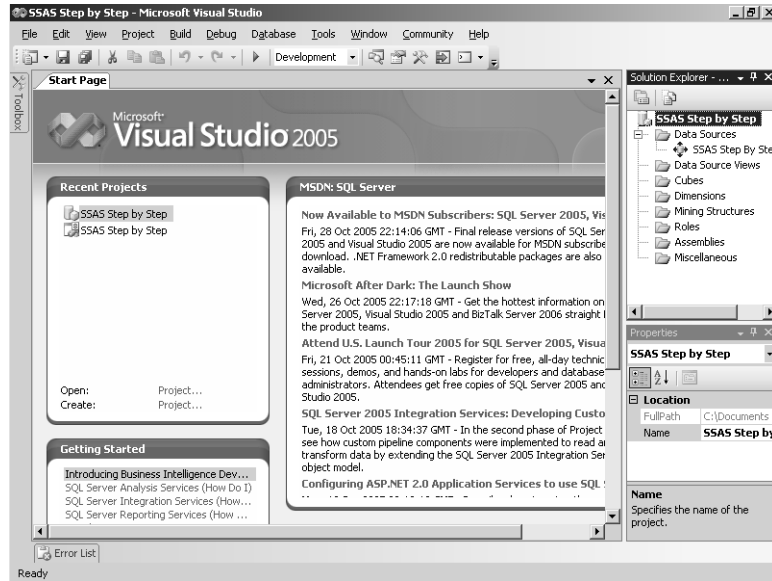 SSAS Step by Step - Microsoft Visual Studio
File Edit View Project Build Debug Database Tools Window Community Help
Development
Toolbox
Start Page
Microsoft
Visual Studio 2005
Recent Projects
SSAS Step by Step
SSAS Step by Step
Open: Project...
Create: Project...
Getting Started
Introducing Business Intelligence Dev...
SQL Server Analysis Services (How Do I)
SQL Server Integration Services (How...
SQL Server Reporting Services (How ...
MSDN: SQL Server
Now Available to MSDN Subscribers: SQL Server 2005, Vis
Fri, 28 Oct 2005 22:14:06 GMT - Final release versions of SQL Ser
2005 and Visual Studio 2005 are now available for MSDN subscribe
download. .NET Framework 2.0 redistributable packages are also
available.
Microsoft After Dark: The Launch Show
Wed, 26 Oct 2005 22:17:18 GMT - Get the hottest information on
Server 2005, Visual Studio 2005 and BizTalk Server 2006 straight
the product teams.
Attend U.S. Launch Tour 2005 for SQL Server 2005, Visua
Fri, 21 Oct 2005 00:45:11 GMT - Register for free, all-day technic
sessions, demos, and hands-on labs for developers and database
administrators. Attendees get free copies of SQL Server 2005 and
Studio 2005.
SQL Server 2005 Integration Services: Developing Custo
Tue, 18 Oct 2005 18:34:37 GMT - In the second phase of Project
see how custom pipeline components were implemented to read ar
transform data by extending the SQL Server 2005 Integration Ser
object model.
Configuring ASP.NET 2.0 Application Services to use SQL
Solution Explorer - ...
SSAS Step by Step
Data Sources
SSAS Step By Ste
Data Source Views
Cubes
Dimensions
Mining Structures
Roles
Assemblies
Miscellaneous
Properties
SSAS Step by Step
Location
FullPath C:\Documents
Name SSAS Step by
Name
Specifies the name of the
project.
Error List
Ready